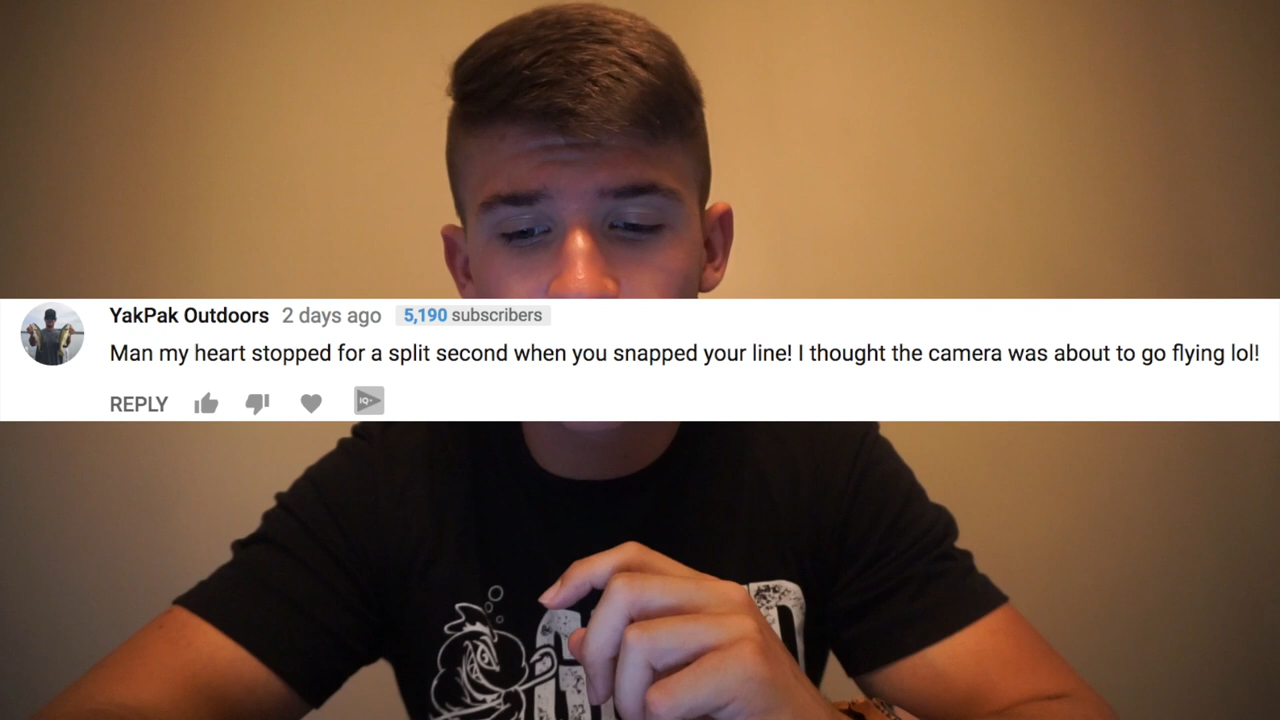 YakPak Outdoors 2 days ago 5,190 subscribers
Man my heart stopped for a split second when you snapped your line! I thought the camera was about to go flying lol!
REPLY
IQ